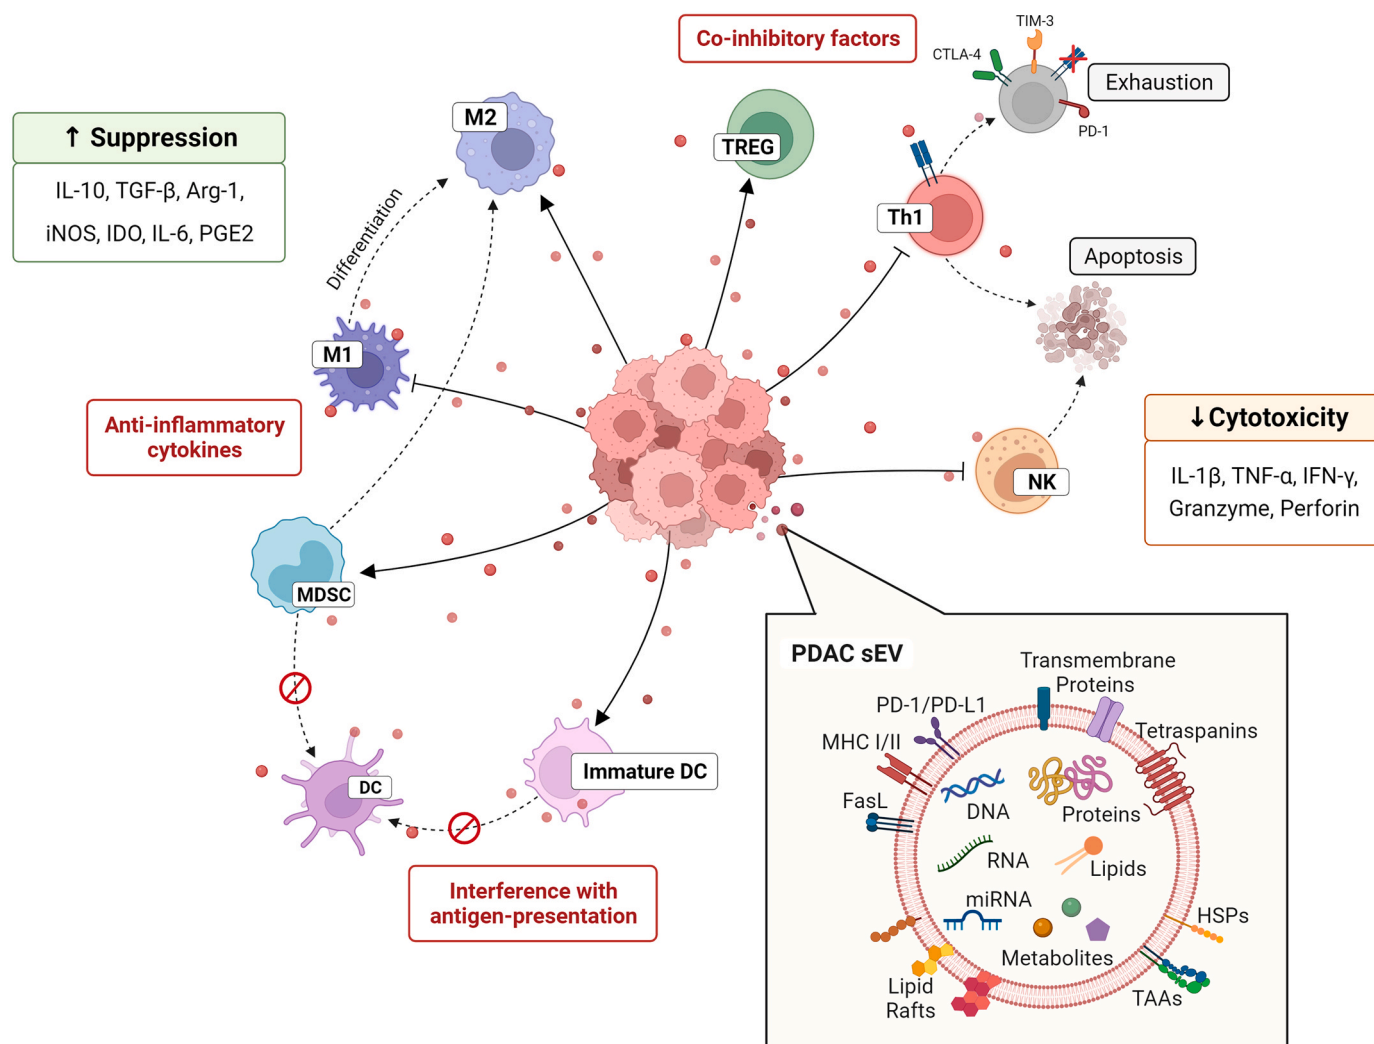 Co-inhibitory factors
TIM-3
CTLA-4
Exhaustion
PD-1
↑ Suppression
IL-10, TGF-β, Arg-1,
iNOS, IDO, IL-6, PGE2
M2
TREG
Th1
Differentiation
Apoptosis
M1
Anti-inflammatory
cytokines
↓Cytotoxicity
IL-1β, TNF-α, IFN-γ,
Granzyme, Perforin
NK
MDSC
DC
Immature DC
Interference with
antigen-presentation
PDAC sEV
Transmembrane
Proteins
PD-1/PD-L1
Tetraspanins
MHC I/II
FasL
DNA
Proteins
RNA
Lipids
miRNA
HSPs
Metabolites
Lipid
Rafts
TAAs